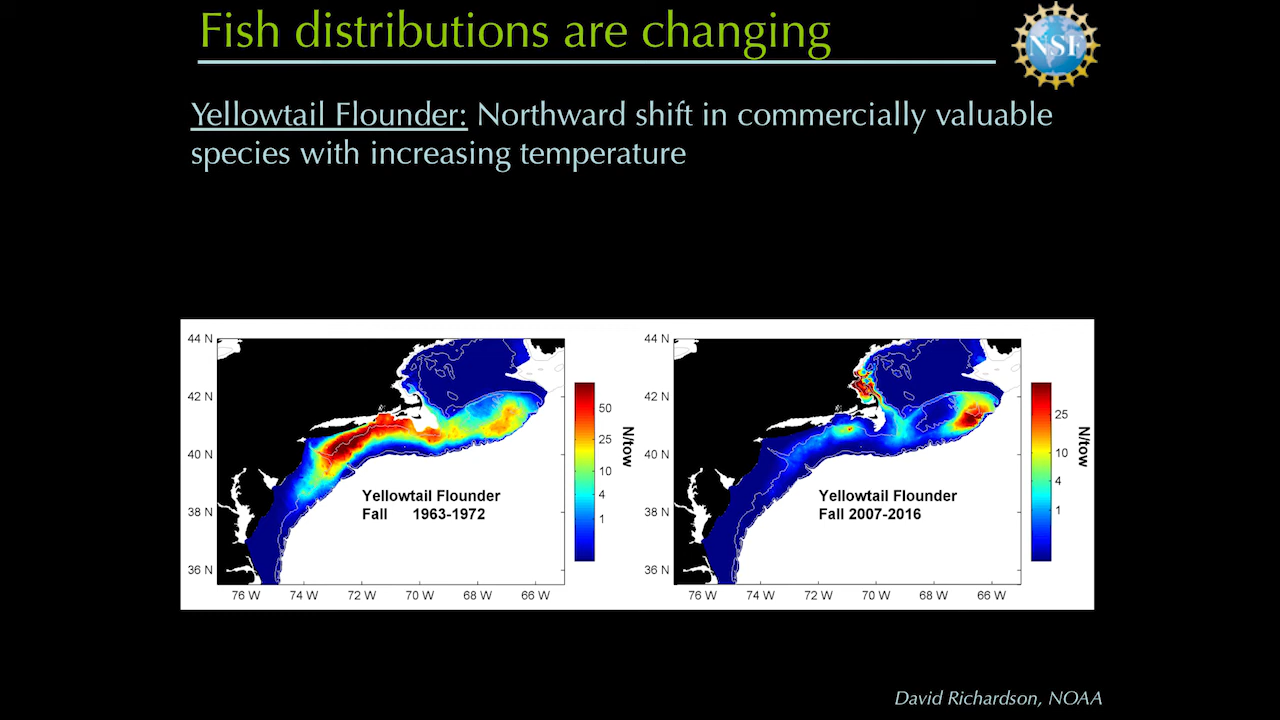 Fish distributions are changing
NSF
Yellowtail Flounder: Northward shift in commercially valuable
species with increasing temperature
44 N
42 N
40 N
38 N
36 N
76 W 74 W 72 W 70 W 68 W 66 W
Yellowtail Flounder
Fall 1963-1972
50
25
10
4
1
N/tow
44 N
42 N
40 N
38 N
36 N
76 W 74 W 72 W 70 W 68 W 66 W
Yellowtail Flounder
Fall 2007-2016
25
10
4
1
N/tow
David Richardson, NOAA